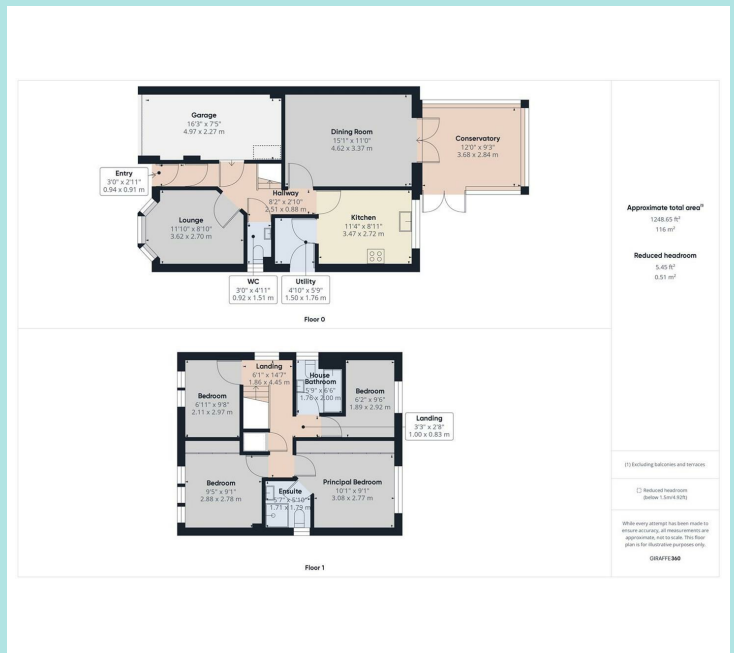 Garage
16'3" x 7'5"
4.97 x 2.27 m
Dining Room
15'1" x 11'0"
4.62 x 3.37 m
Conservatory
12'0" x 9'3"
3.68 x 2.84 m
Entry
3'0" x 2'11"
0.94 x 0.91 m
Hallway
8'2" x 2'10"
2.51 x 0.88 m
Lounge
11'10" x 8'10"
3.62 x 2.70 m
Kitchen
11'4" x 8'11"
3.47 x 2.72 m
WC
3'0" x 4'11"
0.92 x 1.51 m
Utility
4'10" x 5'9"
1.50 x 1.76 m
Floor 0
Landing
6'1" x 14'7"
1.86 x 4.45 m
House
Bathroom
5'9" x 6'6"
1.76 x 2.00 m
Bedroom
6'11" x 9'8"
2.11 x 2.97 m
Bedroom
6'2" x 9'6"
1.89 x 2.92 m
Landing
3'3" x 2'8"
1.00 x 0.83 m
Bedroom
9'5" x 9'1"
2.88 x 2.78 m
Ensuite
5'7" x 5'10"
1.71 x 1.79 m
Principal Bedroom
10'1" x 9'1"
3.08 x 2.77 m
Floor 1
Approximate total area(1)
1248.65 ft²
116 m²
Reduced headroom
5.45 ft²
0.51 m²
(1) Excluding balconies and terraces
Reduced headroom
(below 1.5m/4.92ft)
While every attempt has been made to
ensure accuracy, all measurements are
approximate, not to scale. This floor
plan is for illustrative purposes only.
GIRAFFE360